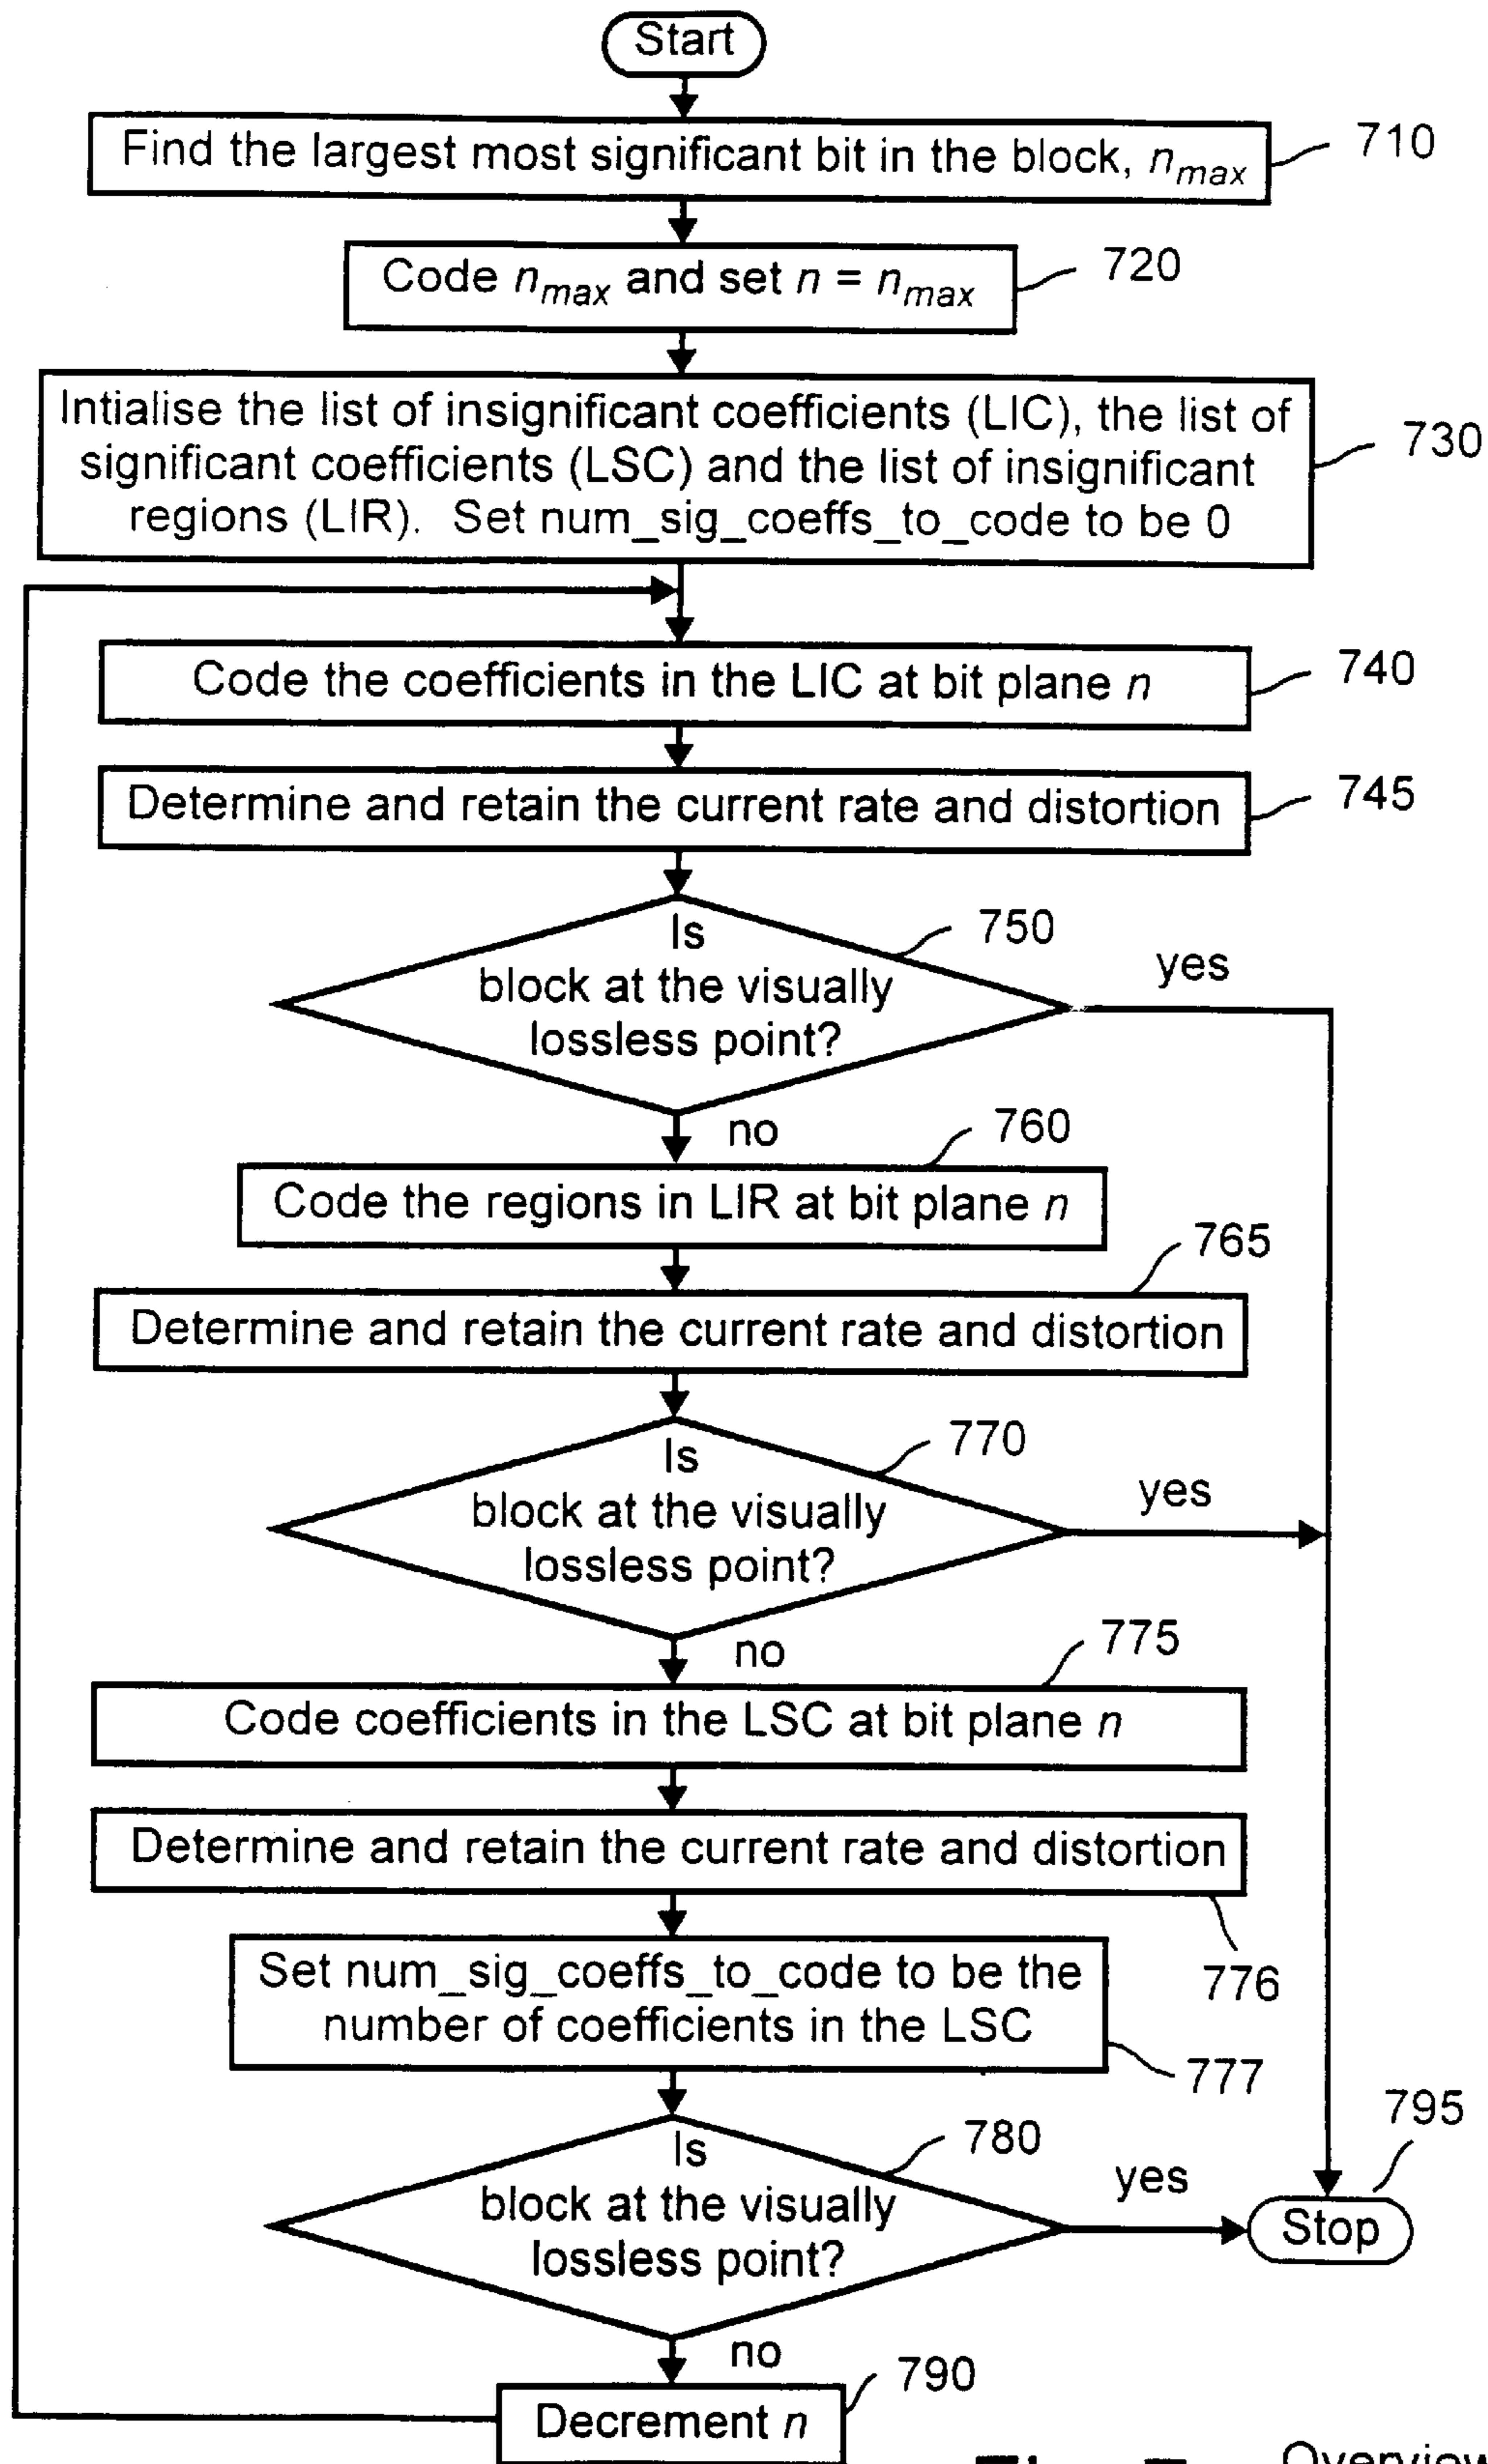 Start
Find the largest most significant bit in the block, nmax
710
Code nmax and set n = nmax
720
Intialise the list of insignificant coefficients (LIC), the list of
significant coefficients (LSC) and the list of insignificant
regions (LIR). Set num_sig_coeffs_to_code to be 0
730
Code the coefficients in the LIC at bit plane n
740
Determine and retain the current rate and distortion
745
Is
block at the visually
lossless point?
750
yes
no
760
Code the regions in LIR at bit plane n
765
Determine and retain the current rate and distortion
Is
block at the visually
lossless point?
770
yes
no
775
Code coefficients in the LSC at bit plane n
Determine and retain the current rate and distortion
776
Set num_sig_coeffs_to_code to be the
number of coefficients in the LSC
777
Is
block at the visually
lossless point?
780
yes
795
Stop
no
790
Decrement n
Overview